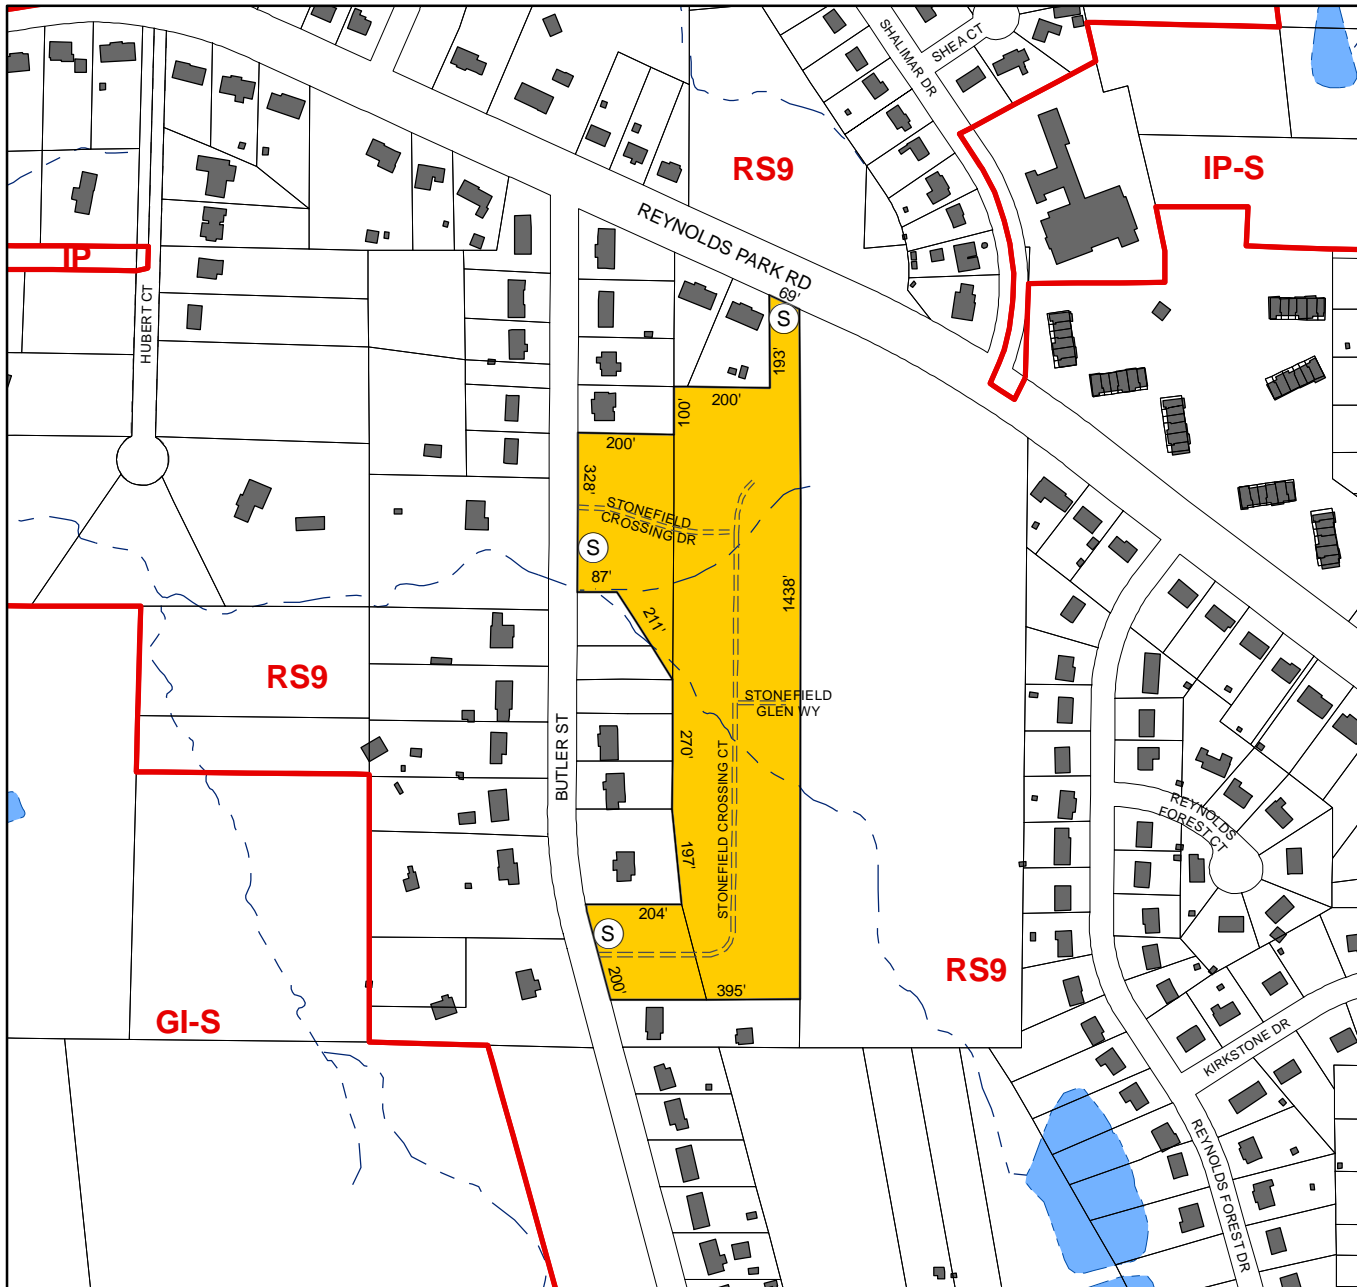 SHALIMAR DR
SHEA CT
RS9
IP-S
REYNOLDS PARK RD
IP
HUBERT CT
69'
S
193'
200'
100'
200'
328'
STONEFIELD
CROSSING DR
S
87'
211'
1438'
RS9
STONEFIELD
GLEN WY
BUTLER ST
270'
STONEFIELD CROSSING CT
REYNOLDS
FOREST CT
197'
204'
S
200'
395'
RS9
GI-S
KIRKSTONE DR
REYNOLDS FOREST DR